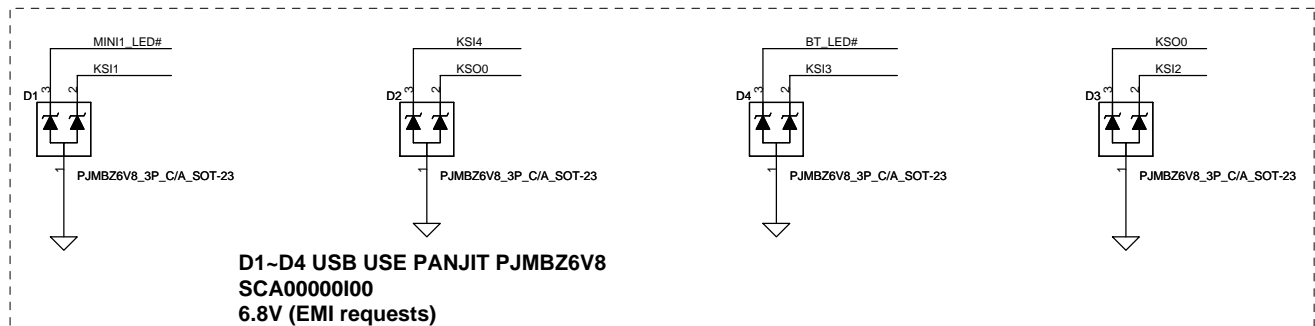 MINI1_LED#
KSI1
D1
3
2
1
PJMBZ6V8_3P_C/A_SOT-23
KSI4
KSO0
D2
3
2
1
PJMBZ6V8_3P_C/A_SOT-23
BT_LED#
KSI3
D4
3
2
1
PJMBZ6V8_3P_C/A_SOT-23
KSO0
KSI2
D3
3
2
1
PJMBZ6V8_3P_C/A_SOT-23
D1~D4 USB USE PANJIT PJMBZ6V8
SCA00000I00
6.8V (EMI requests)